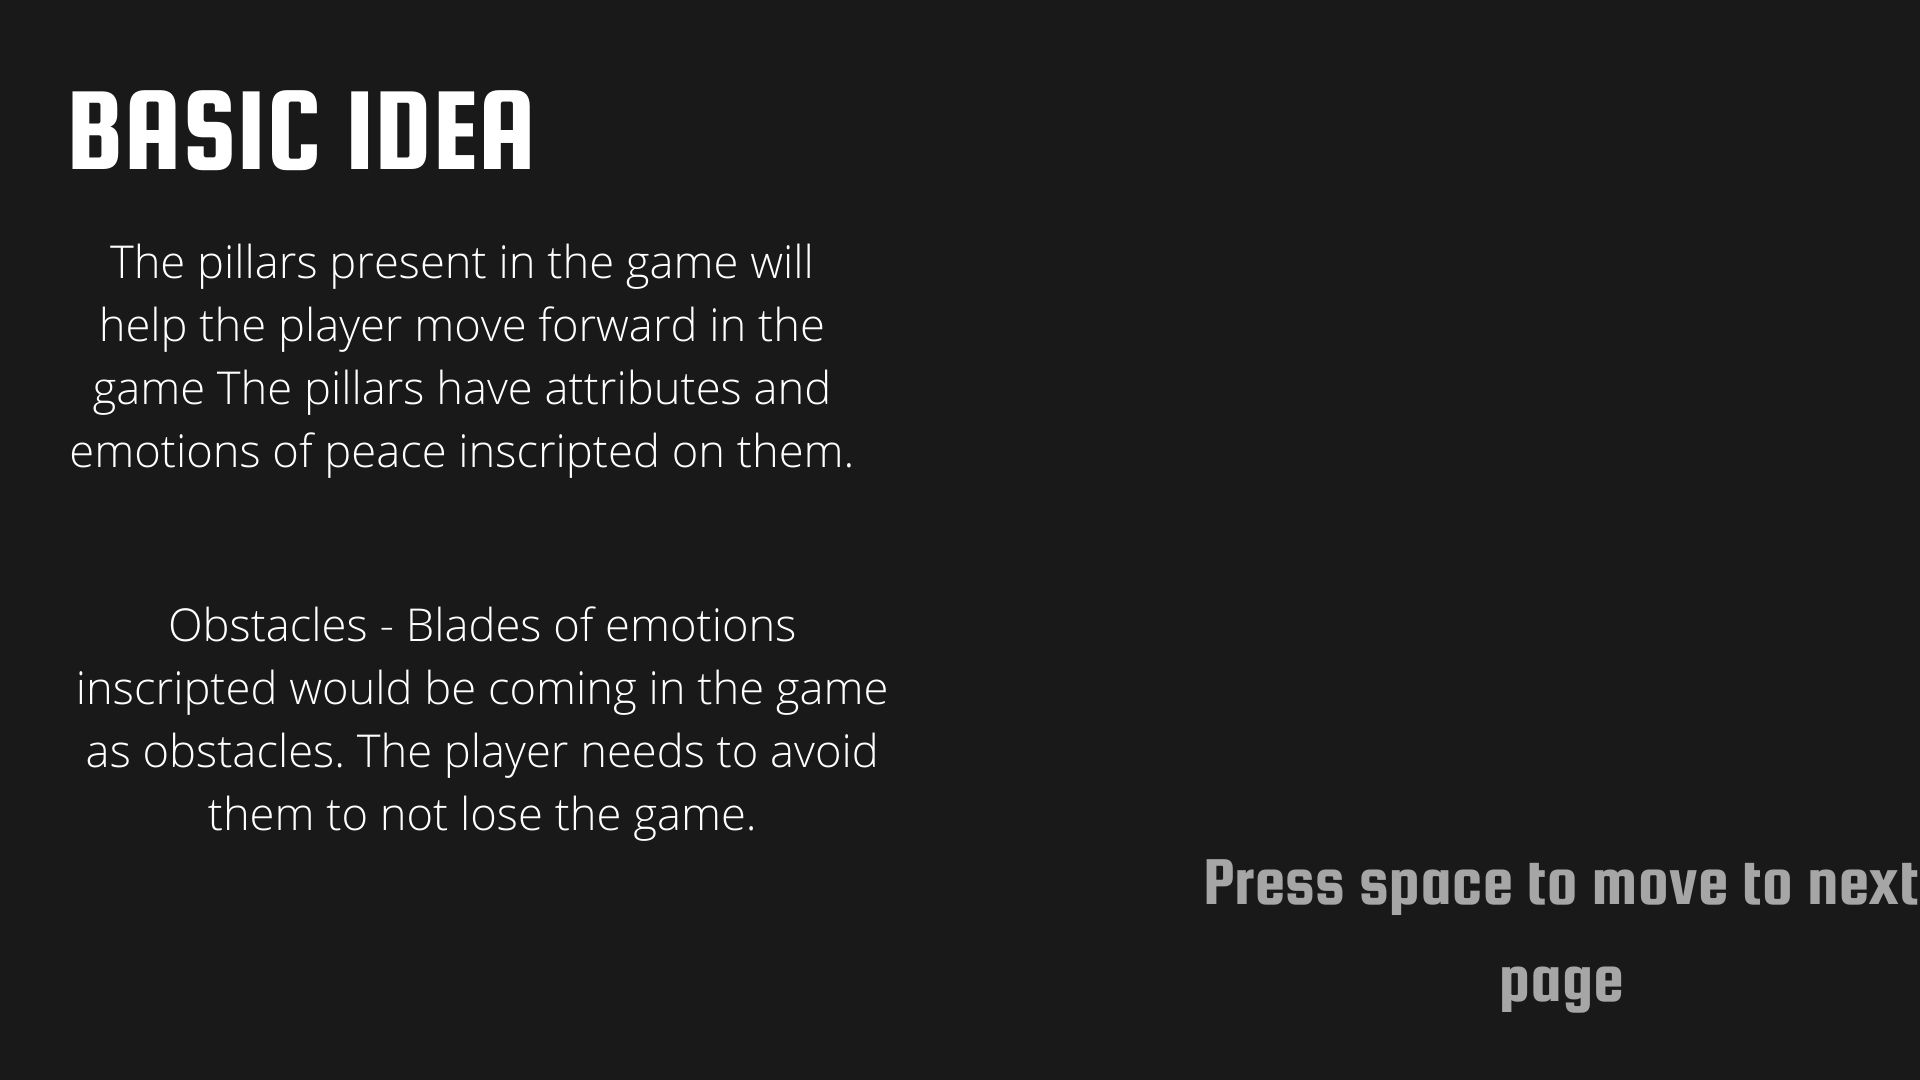 BASIC IDEA
The pillars present in the game will
help the player move forward in the
game The pillars have attributes and
emotions of peace inscripted on them.
Obstacles - Blades of emotions
inscripted would be coming in the game
as obstacles. The player needs to avoid
them to not lose the game.
Press space to move to next
page